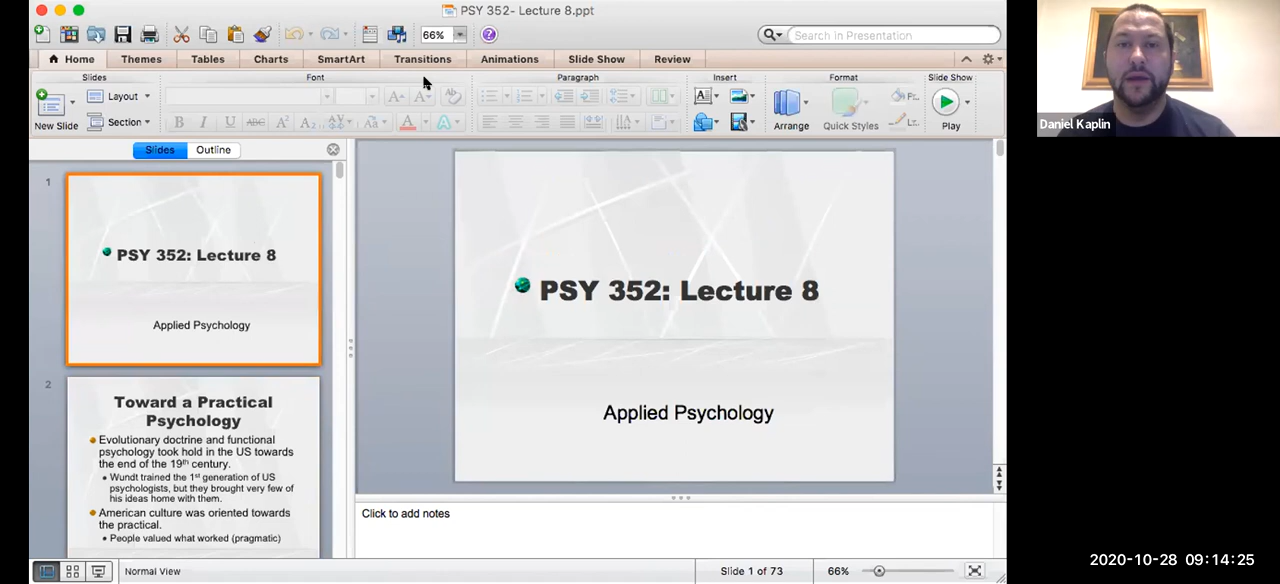 PSY 352- Lecture 8.ppt
66%
Search in Presentation
Home Themes Tables Charts SmartArt Transitions Animations Slide Show Review
Slides Font Paragraph Insert Format Slide Show
New Slide Layout Section
B I U ABC A² A₂ AV Aa A A
Arrange Quick Styles Play
Slides Outline
1
PSY 352: Lecture 8
Applied Psychology
2
Toward a Practical
Psychology
Evolutionary doctrine and functional
psychology took hold in the US towards
the end of the 19th century.
Wundt trained the 1st generation of US
psychologists, but they brought very few of
his ideas home with them.
American culture was oriented towards
the practical.
People valued what worked (pragmatic)
PSY 352: Lecture 8
Applied Psychology
Click to add notes
Normal View
Slide 1 of 73
66%
Daniel Kaplin
2020-10-28 09:14:25